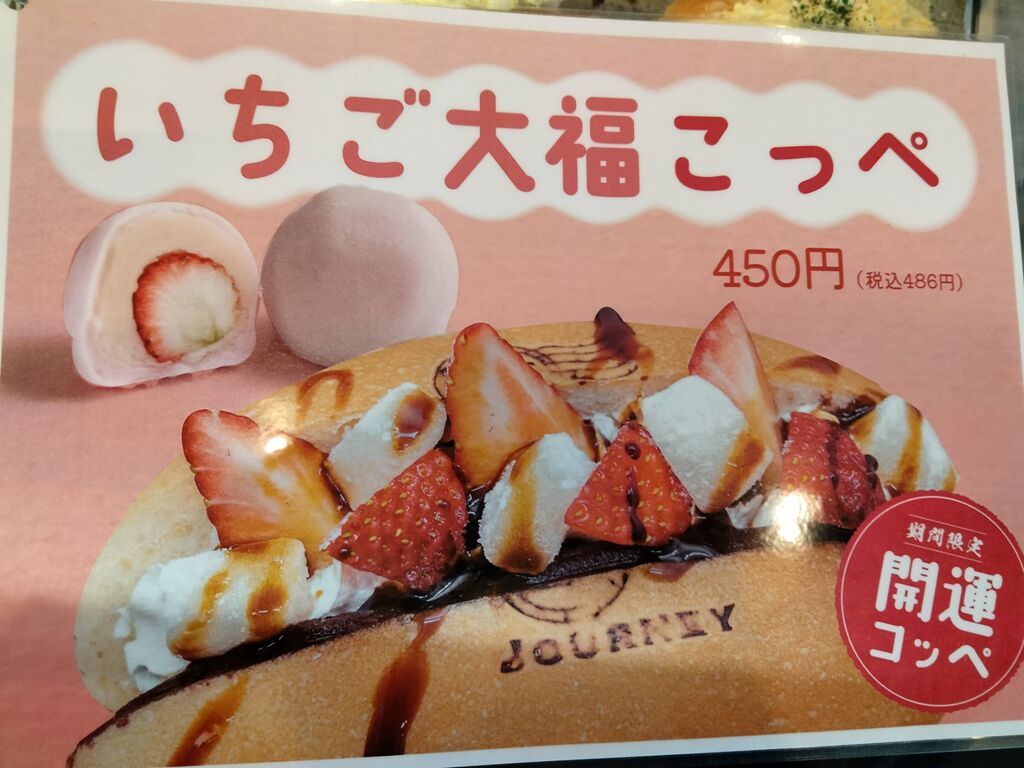 いちご大福こっぺ
450円(税込486円)
JOURNEY
期間限定
開運
コッペ